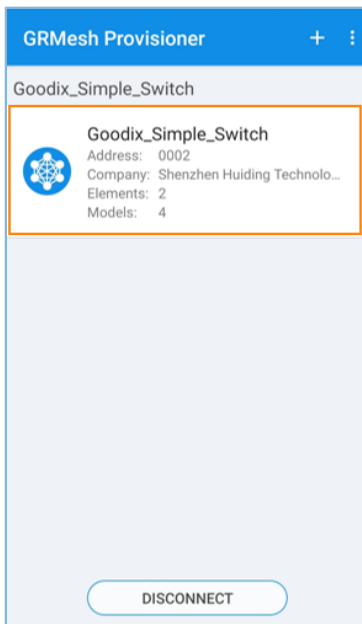 GRMesh Provisioner
Goodix_Simple_Switch
Goodix_Simple_Switch
Address: 0002
Company: Shenzhen Huiding Technolo...
Elements: 2
Models: 4
DISCONNECT